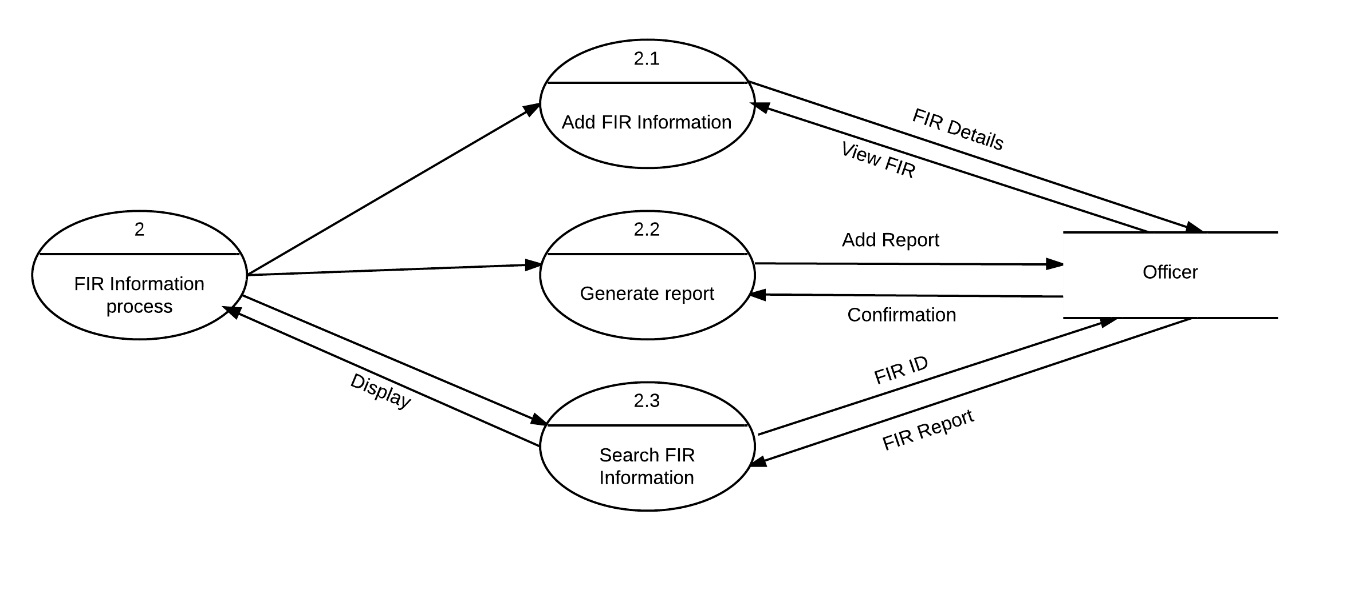 2.1
Add FIR Information
FIR Details
View FIR
2
FIR Information
process
2.2
Generate report
Add Report
Confirmation
Officer
Display
2.3
Search FIR
Information
FIR ID
FIR Report